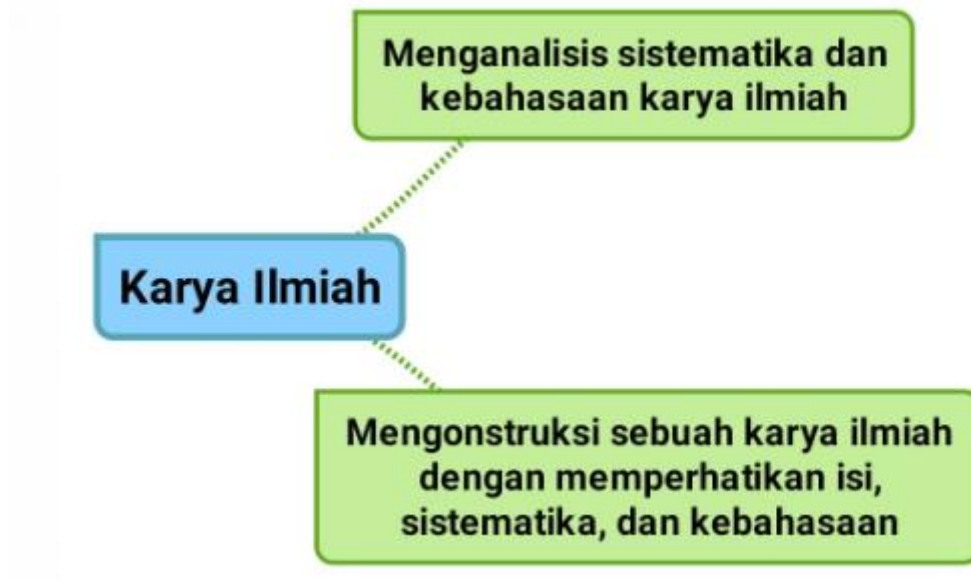 Menganalisis sistematika dan
kebahasaan karya ilmiah
Karya Ilmiah
Mengonstruksi sebuah karya ilmiah
dengan memperhatikan isi,
sistematika, dan kebahasaan